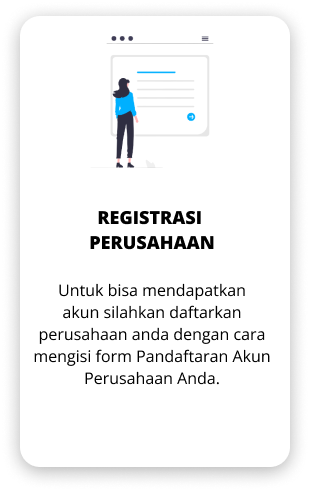 REGISTRASI
PERUSAHAAN
Untuk bisa mendapatkan
akun silahkan daftarkan
perusahaan anda dengan cara
mengisi form Pandaftaran Akun
Perusahaan Anda.